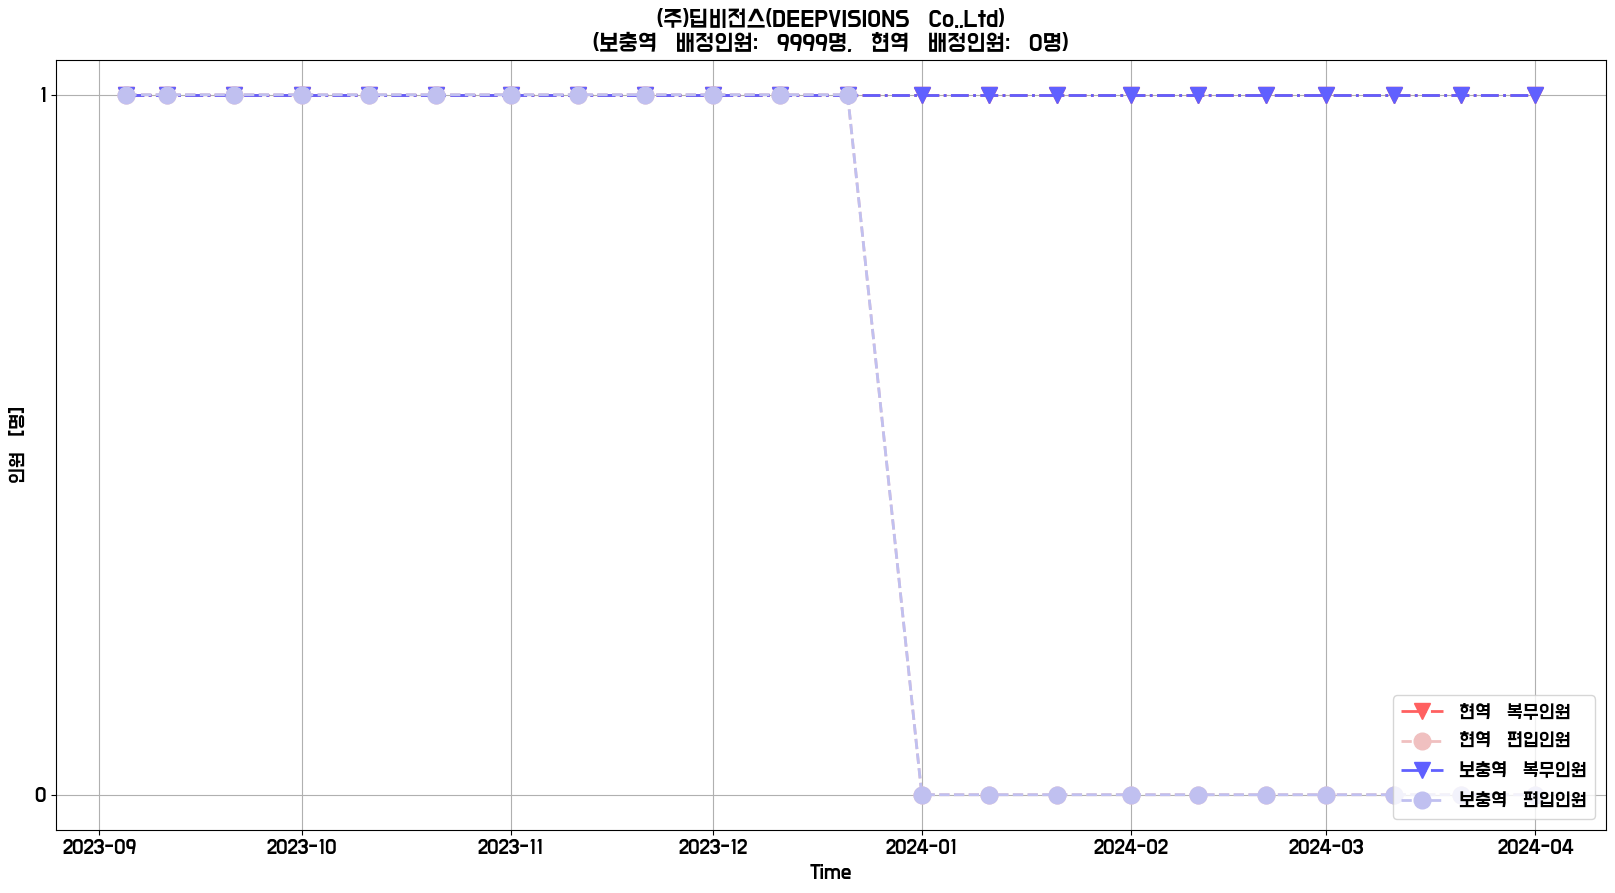 (주)딥비전스(DEEPVISIONS Co.,Ltd)
(보충역 배정인원: 9999명, 현역 배정인원: 0명)
1
0
인원 [명]
현역 복무인원
현역 편입인원
보충역 복무인원
보충역 편입인원
2023-09 2023-10 2023-11 2023-12 2024-01 2024-02 2024-03 2024-04
Time